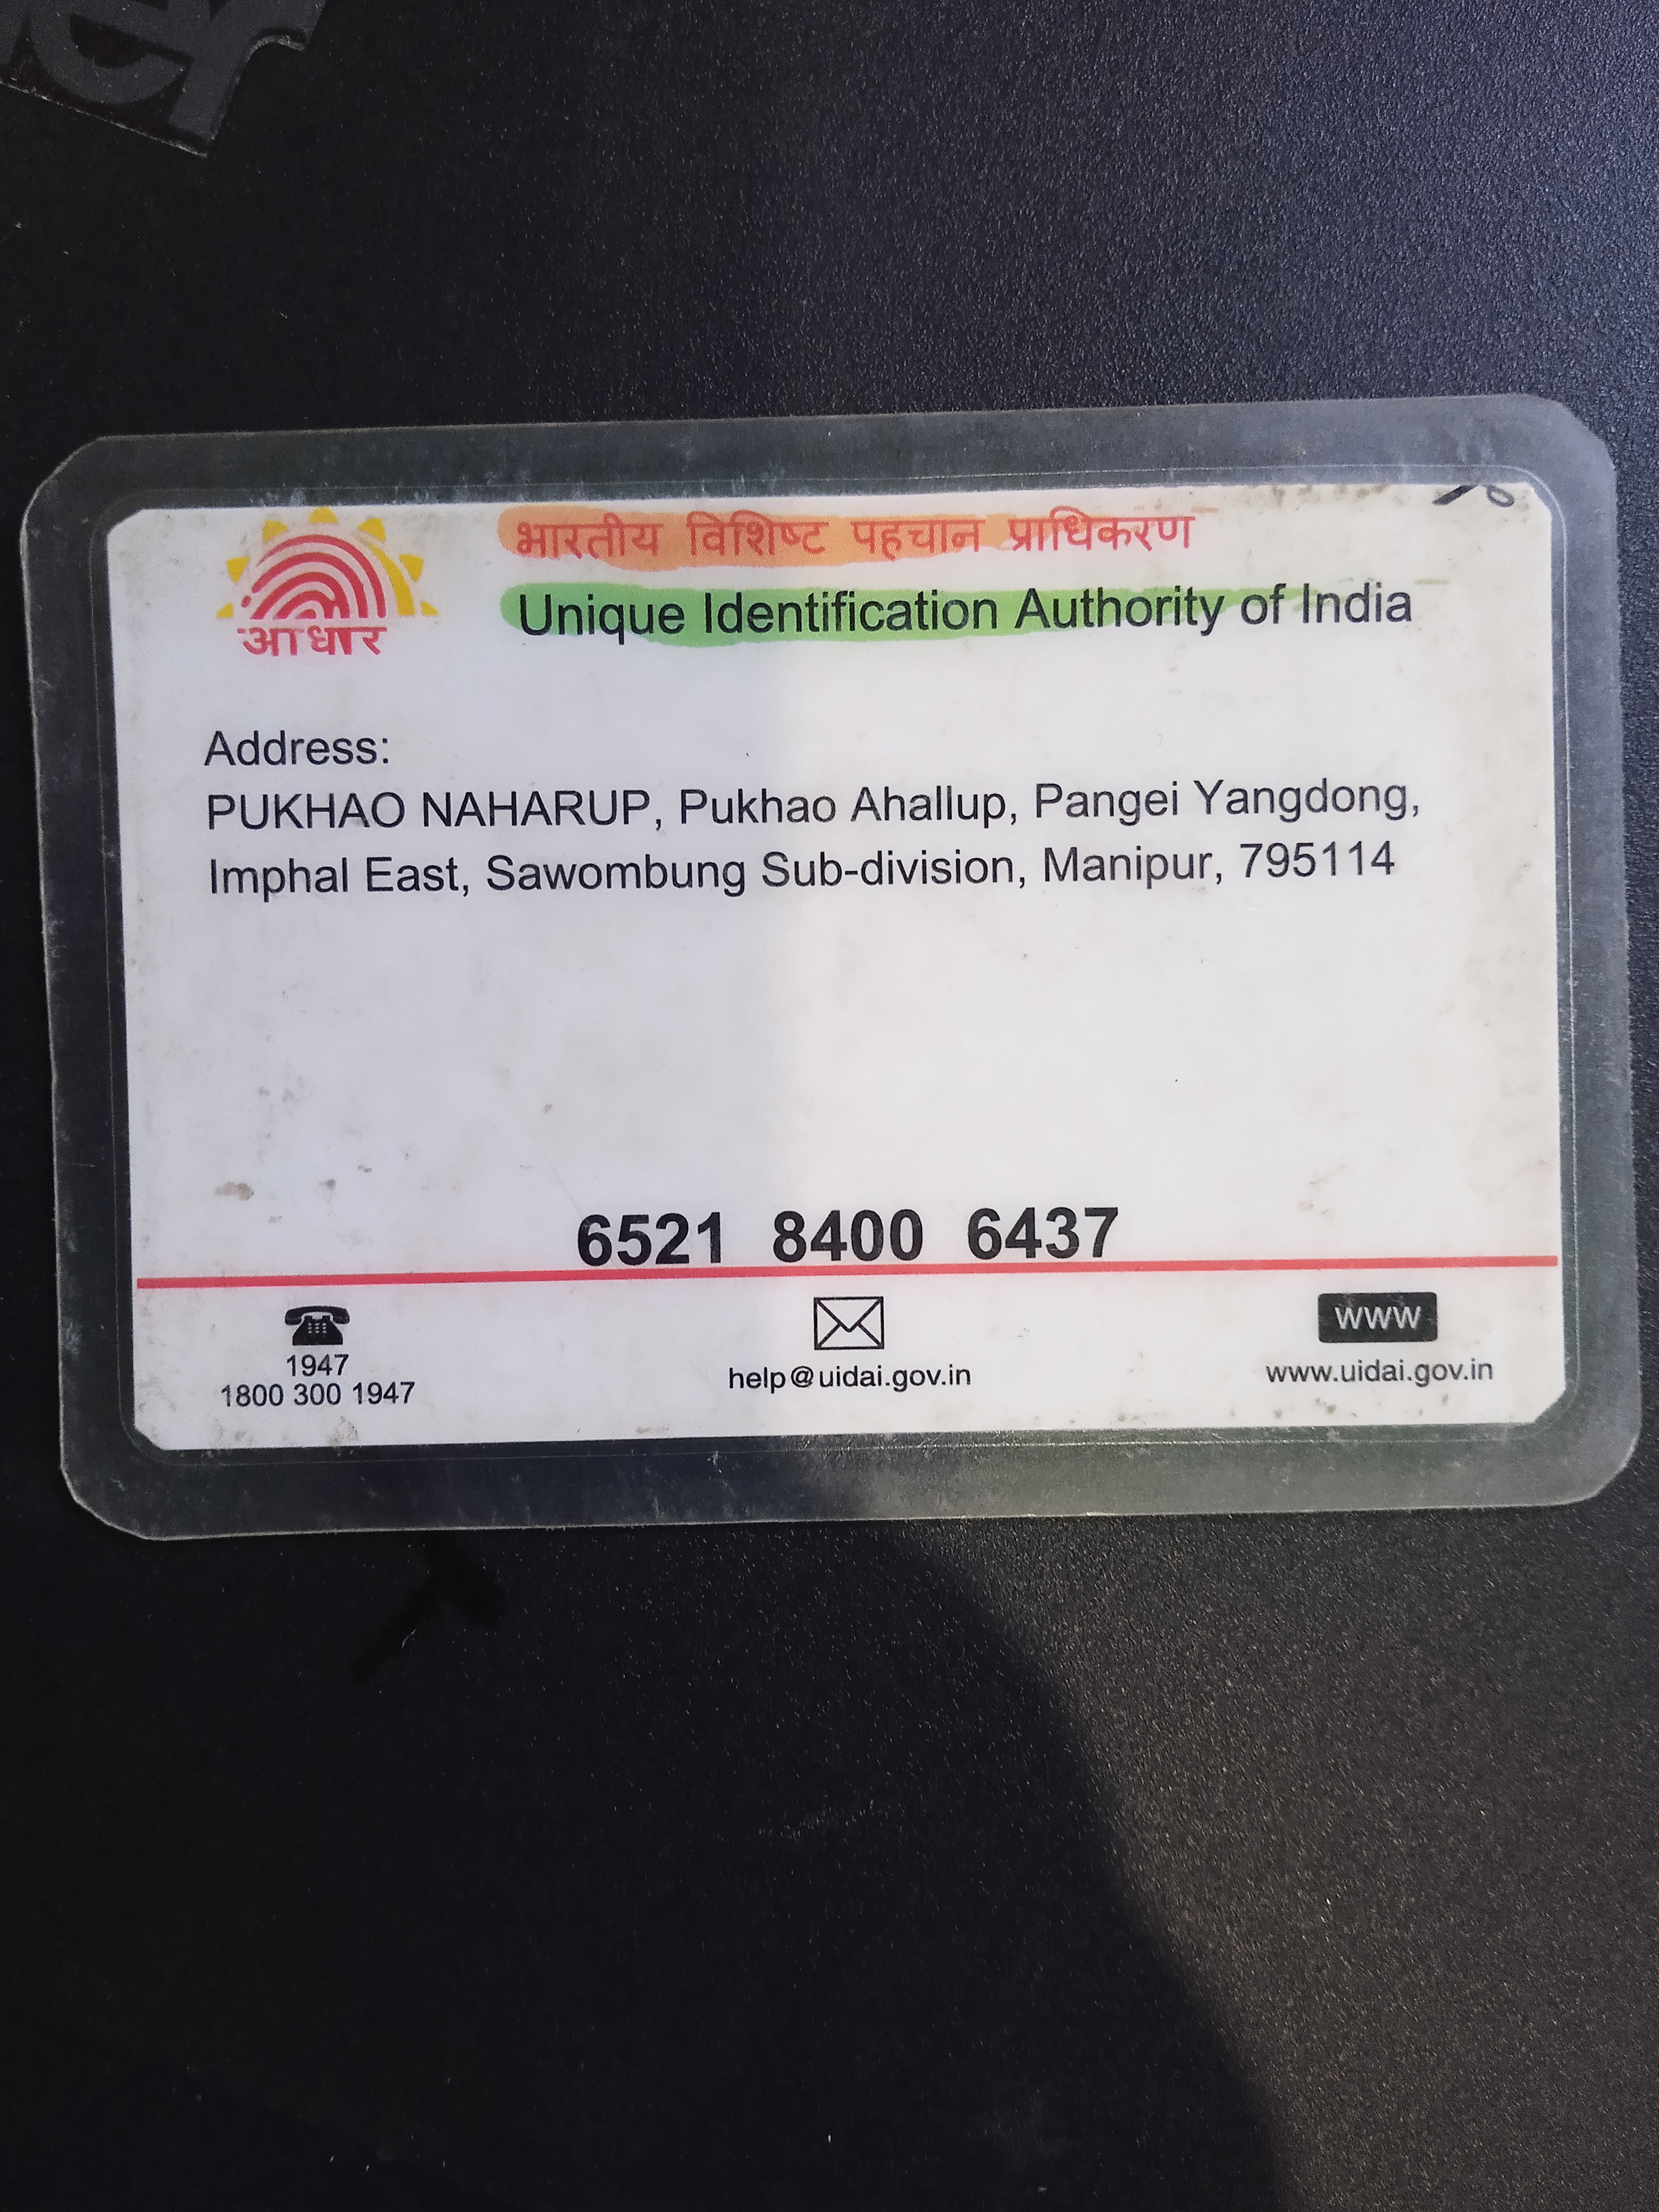 भारतीय विशिष्ट पहचान प्राधिकरण
Unique Identification Authority of India
आधार
Address:
PUKHAO NAHARUP, Pukhao Ahallup, Pangei Yangdong,
Imphal East, Sawombung Sub-division, Manipur, 795114
6521 8400 6437
1947
1800 300 1947
help@uidai.gov.in
WWW
www.uidai.gov.in